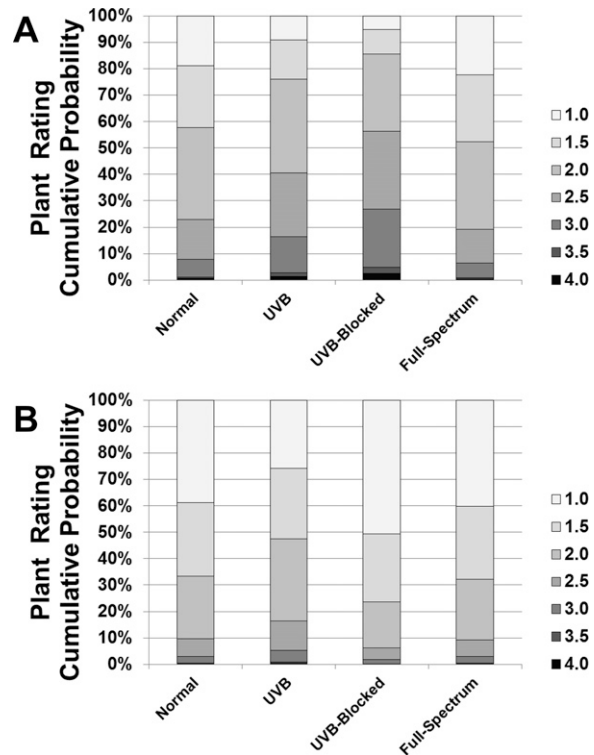 A
Plant Rating
Cumulative Probability
100%
90%
80%
70%
60%
50%
40%
30%
20%
10%
0%
Normal
UVB
UVB-Blocked
Full-Spectrum
1.0
1.5
2.0
2.5
3.0
3.5
4.0
B
Plant Rating
Cumulative Probability
100%
90%
80%
70%
60%
50%
40%
30%
20%
10%
0%
Normal
UVB
UVB-Blocked
Full-Spectrum
1.0
1.5
2.0
2.5
3.0
3.5
4.0